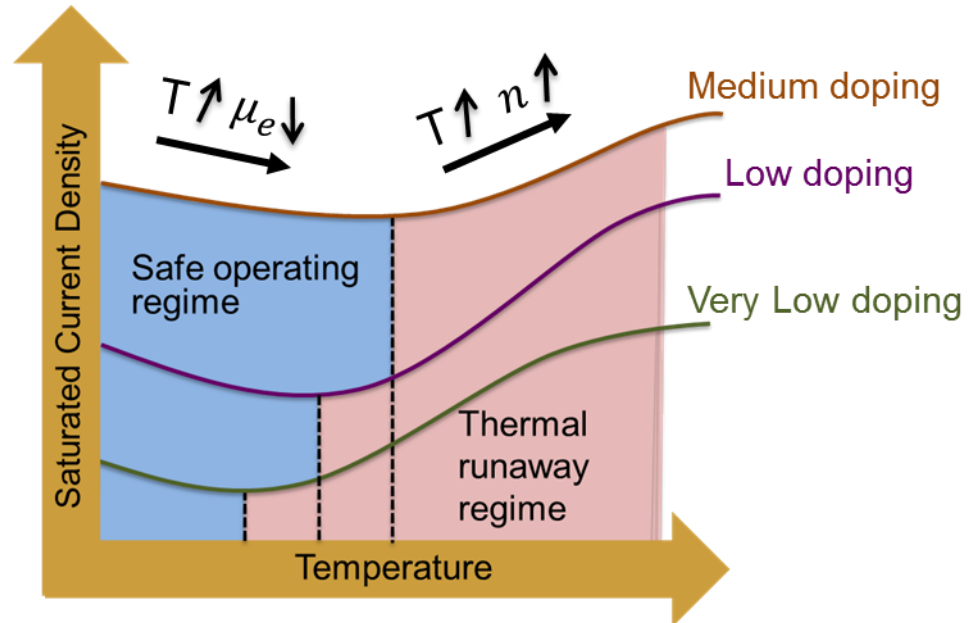 T↑ μₑ↓
T↑ n↑
Medium doping
Low doping
Very Low doping
Safe operating
regime
Thermal
runaway
regime
Saturated Current Density
Temperature